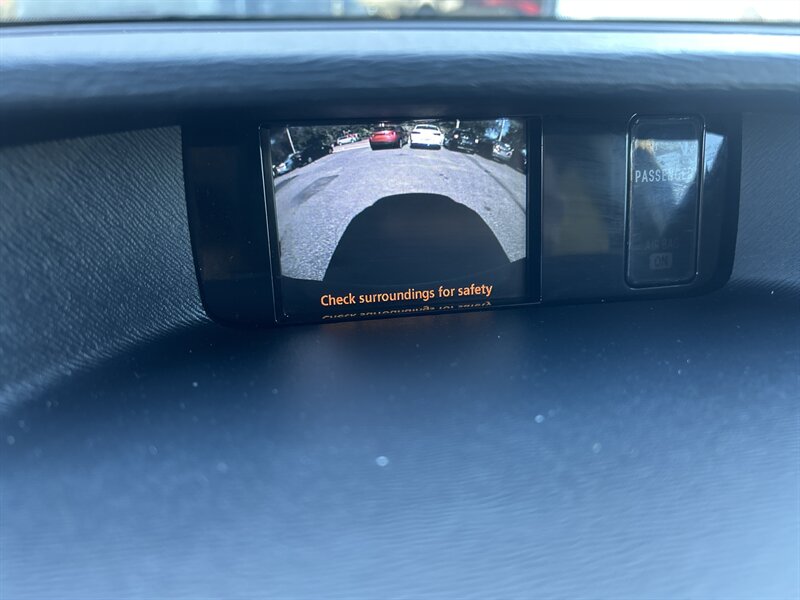 Check surroundings for safety
PASSENGER
AIR BAG
ON